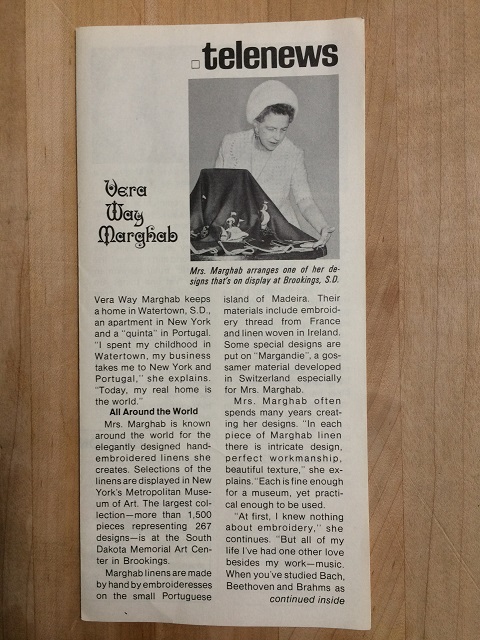 telenews
Vera
Way
Marghab
Mrs. Marghab arranges one of her de-
signs that's on display at Brookings, S.D.
Vera Way Marghab keeps
a home in Watertown, S.D.,
an apartment in New York
and a "quinta" in Portugal.
"I spent my childhood in
Watertown, my business
takes me to New York and
Portugal," she explains.
"Today, my real home is
the world."
All Around the World
Mrs. Marghab is known
around the world for the
elegantly designed hand-
embroidered linens she
creates. Selections of the
linens are displayed in New
York's Metropolitan Muse-
um of Art. The largest col-
lection—more than 1,500
pieces representing 267
designs—is at the South
Dakota Memorial Art Cen-
ter in Brookings.
Marghab linens are made
by hand by embroideresses
on the small Portuguese
island of Madeira. Their
materials include embroid-
ery thread from France
and linen woven in Ireland.
Some special designs are
put on "Margandie", a gos-
samer material developed
in Switzerland especially
for Mrs. Marghab.
Mrs. Marghab often
spends many years creat-
ing her designs. "In each
piece of Marghab linen
there is intricate design,
perfect workmanship,
beautiful texture," she ex-
plains. "Each is fine enough
for a museum, yet practi-
cal enough to be used.
"At first, I knew nothing
about embroidery," she
continues. "But all of my
life I've had one other love
besides my work—music.
When you've studied Bach,
Beethoven and Brahms as
continued inside